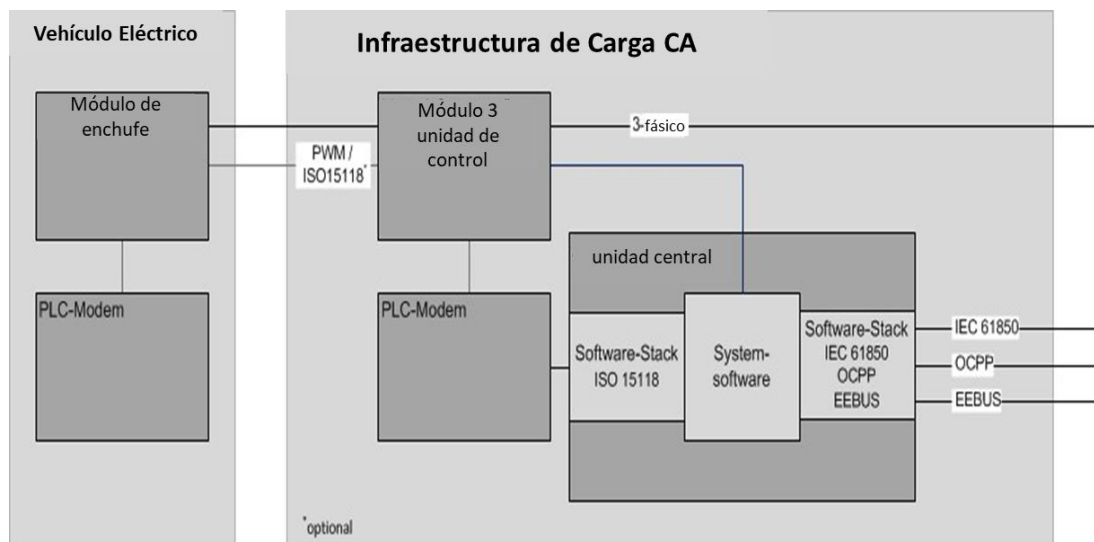 Vehículo Eléctrico
Infraestructura de Carga CA
Módulo de
enchufe
Módulo 3
unidad de
control
3-fásico
PWM /
ISO15118*
unidad central
PLC-Modem
PLC-Modem
Software-Stack
ISO 15118
System-
software
Software-Stack
IEC 61850
OCPP
EEBUS
IEC 61850
OCPP
EEBUS
*optional